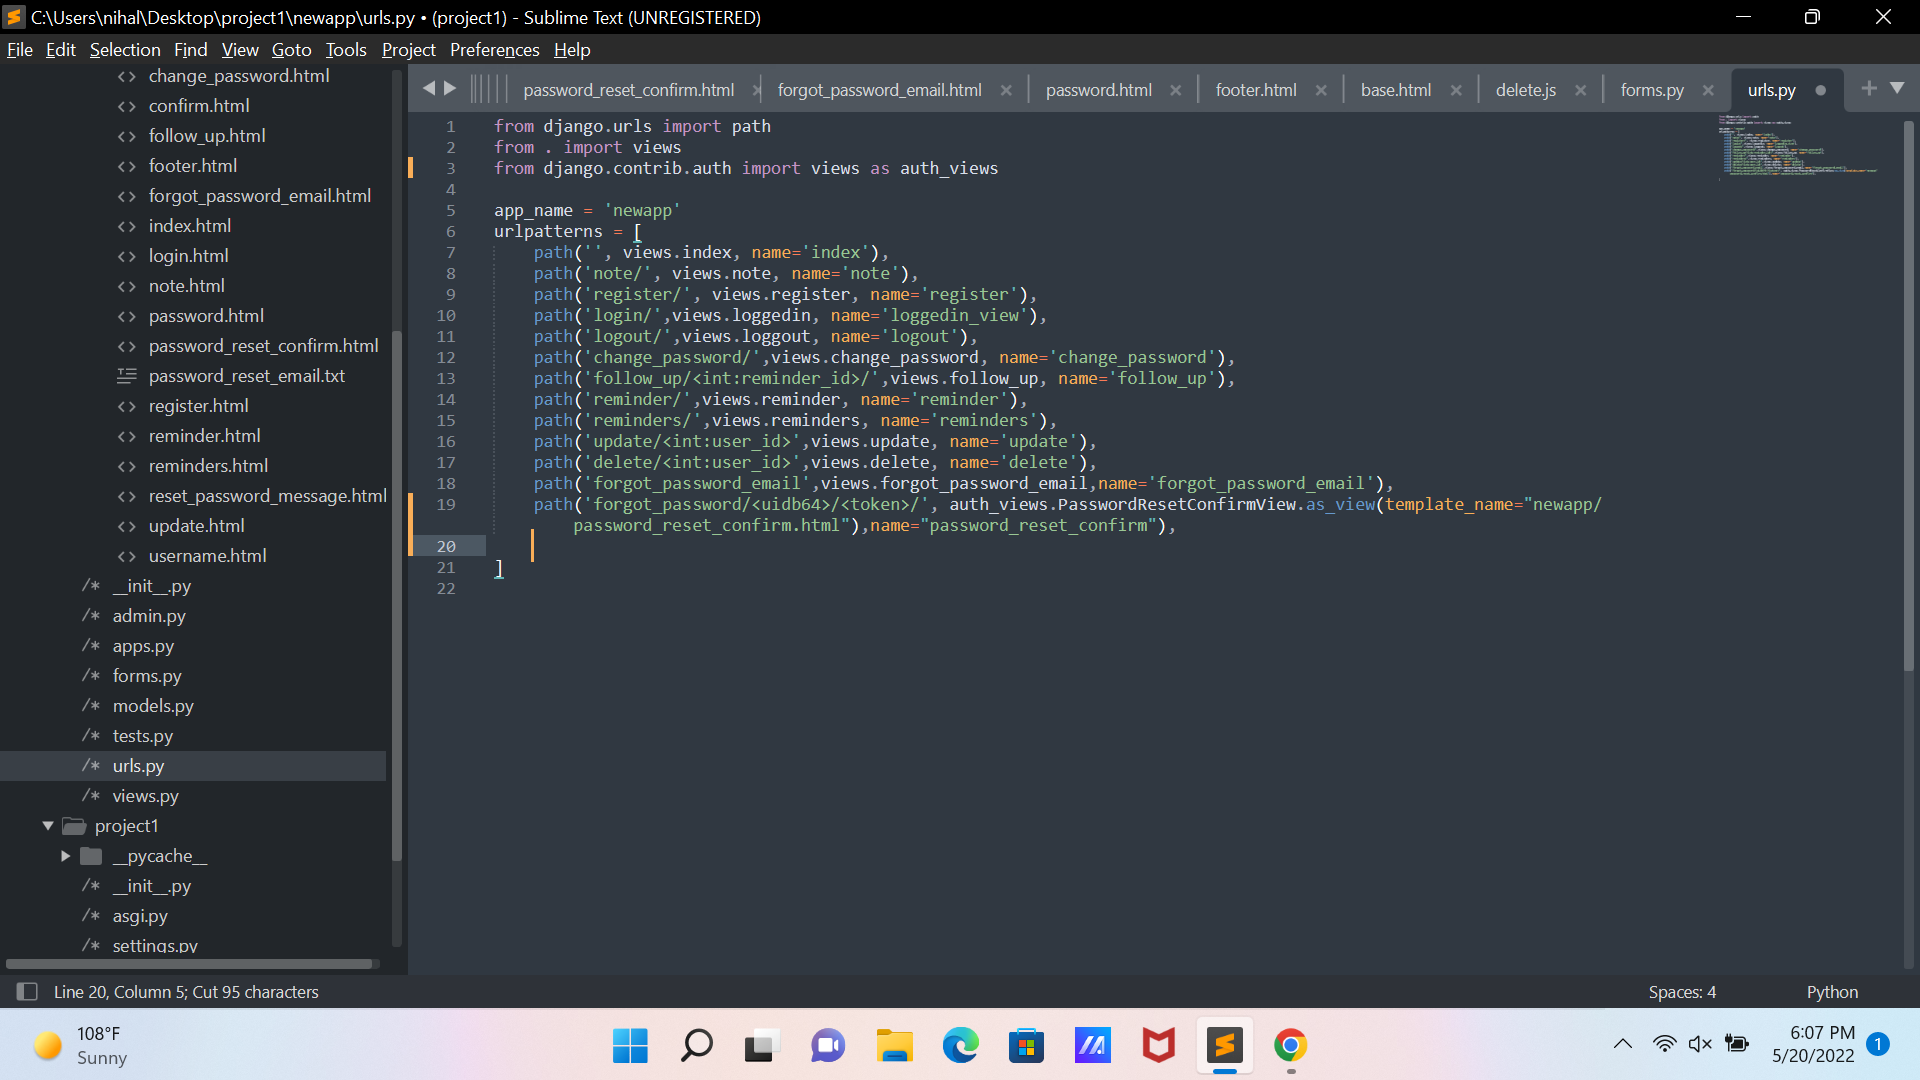 C:\Users\nihal\Desktop\project1\newapp\urls.py • (project1) - Sublime Text (UNREGISTERED)
File Edit Selection Find View Goto Tools Project Preferences Help
password_reset_confirm.html forgot_password_email.html password.html footer.html base.html delete.js forms.py urls.py
change_password.html
confirm.html
follow_up.html
footer.html
forgot_password_email.html
index.html
login.html
note.html
password.html
password_reset_confirm.html
password_reset_email.txt
register.html
reminder.html
reminders.html
reset_password_message.html
update.html
username.html
__init__.py
admin.py
apps.py
forms.py
models.py
tests.py
urls.py
views.py
project1
__pycache__
__init__.py
asgi.py
settings.py
1 from django.urls import path
2 from . import views
3 from django.contrib.auth import views as auth_views
4
5 app_name = 'newapp'
6 urlpatterns = [
7 path('', views.index, name='index'),
8 path('note/', views.note, name='note'),
9 path('register/', views.register, name='register'),
10 path('login/',views.loggedin, name='loggedin_view'),
11 path('logout/',views.loggout, name='logout'),
12 path('change_password/',views.change_password, name='change_password'),
13 path('follow_up/<int:reminder_id>/',views.follow_up, name='follow_up'),
14 path('reminder/',views.reminder, name='reminder'),
15 path('reminders/',views.reminders, name='reminders'),
16 path('update/<int:user_id>',views.update, name='update'),
17 path('delete/<int:user_id>',views.delete, name='delete'),
18 path('forgot_password_email',views.forgot_password_email,name='forgot_password_email'),
19 path('forgot_password/<uidb64>/<token>/', auth_views.PasswordResetConfirmView.as_view(template_name="newapp/
password_reset_confirm.html"),name="password_reset_confirm"),
20
21 ]
22
Line 20, Column 5; Cut 95 characters
Spaces: 4
Python
108°F
Sunny
6:07 PM
5/20/2022
1